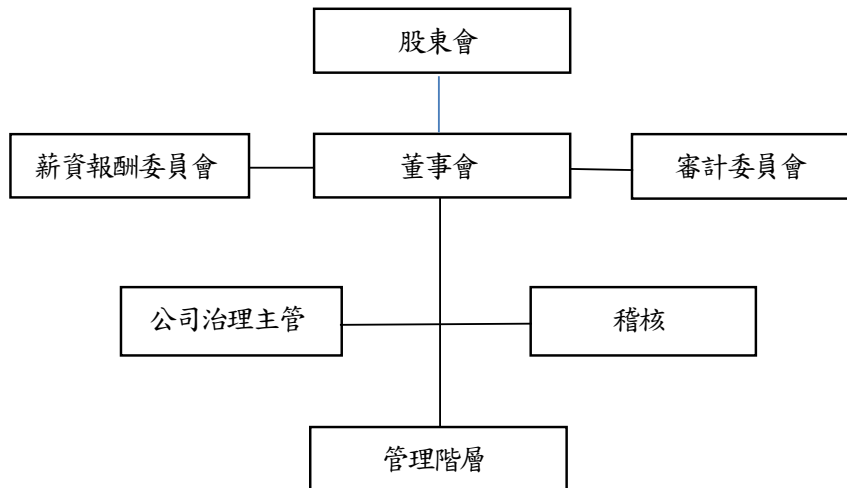 股東會
薪資報酬委員會
董事會
審計委員會
公司治理主管
稽核
管理階層